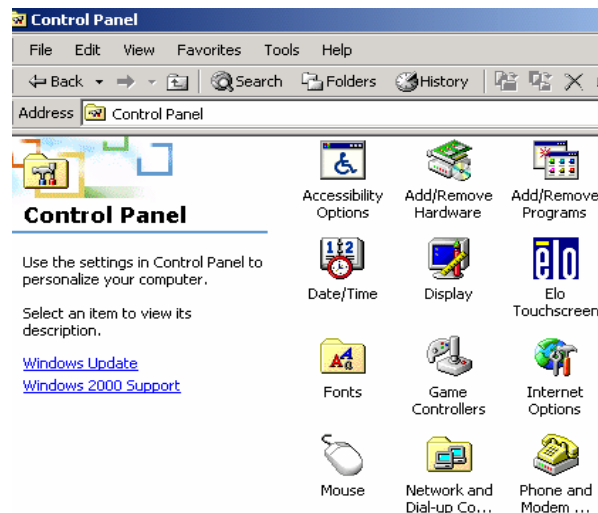 Control Panel
File Edit View Favorites Tools Help
Back Search Folders History
Address Control Panel
Control Panel
Use the settings in Control Panel to
personalize your computer.
Select an item to view its
description.
Windows Update
Windows 2000 Support
Accessibility
Options
Add/Remove
Hardware
Add/Remove
Programs
12
Date/Time
Display
elo
Elo
Touchscreen
Fonts
Game
Controllers
Internet
Options
Mouse
Network and
Dial-up Co...
Phone and
Modem ...